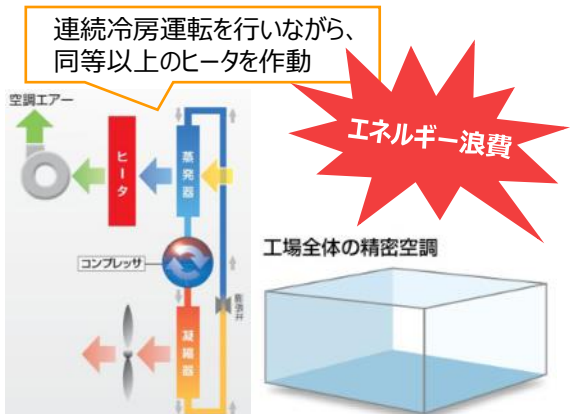 連続冷房運転を行いながら、
同等以上のヒータを作動
空調エアー
ヒータ
蒸発器
エネルギー浪費
コンプレッサ
膨張弁
凝縮器
工場全体の精密空調